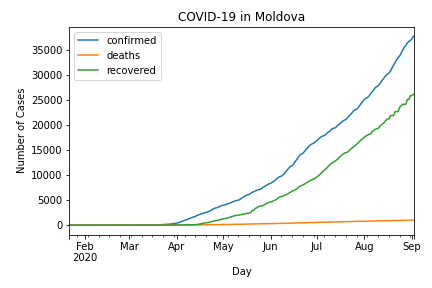 COVID-19 in Moldova
confirmed
deaths
recovered
Number of Cases
35000
30000
25000
20000
15000
10000
5000
0
Feb
2020
Mar
Apr
May
Jun
Jul
Aug
Sep
Day